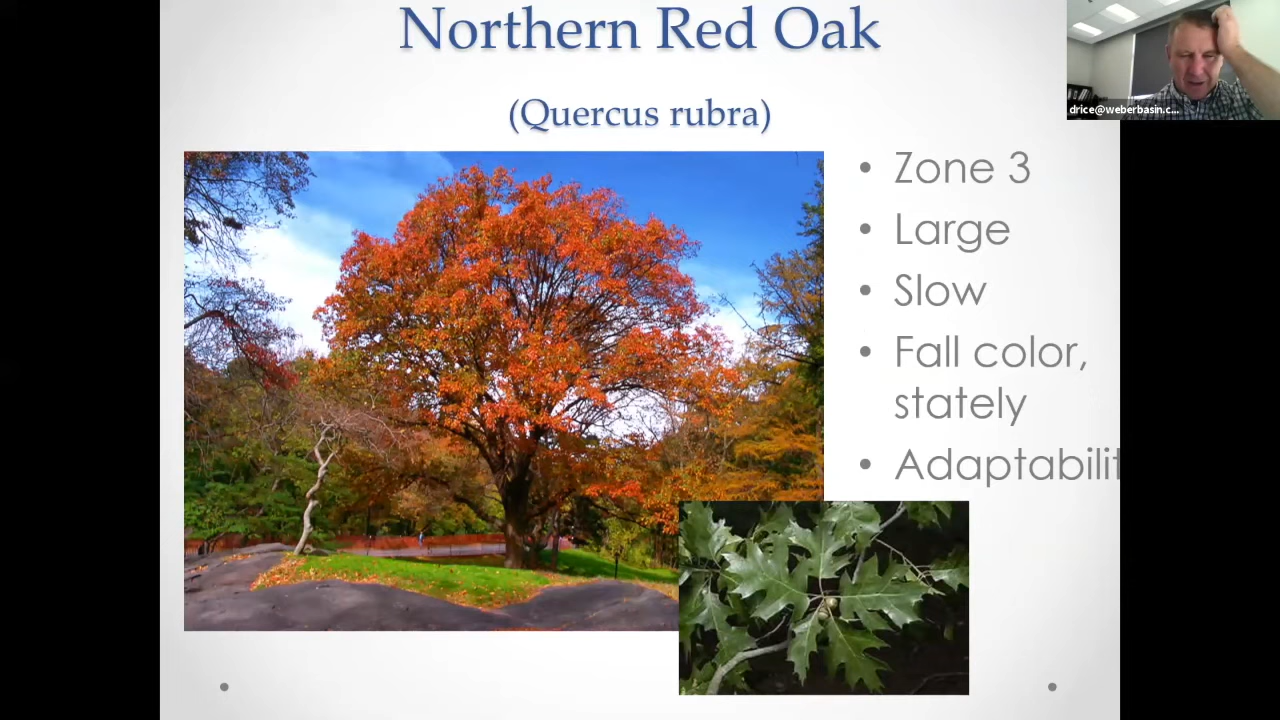 Northern Red Oak
(Quercus rubra)
drice@weberbasin.c...
• Zone 3
• Large
• Slow
• Fall color,
stately
• Adaptabilit